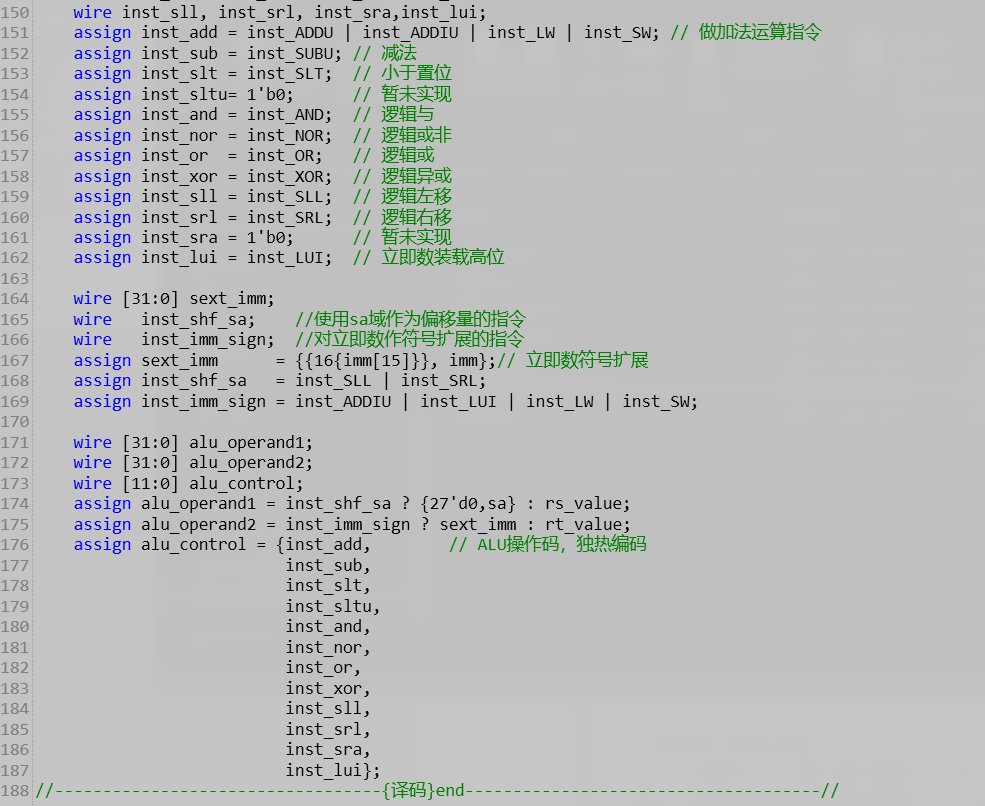 150 wire inst_sll, inst_srl, inst_sra,inst_lui;
151 assign inst_add = inst_ADDU | inst_ADDIU | inst_LW | inst_SW; // 做加法运算指令
152 assign inst_sub = inst_SUBU; // 减法
153 assign inst_slt = inst_SLT;  // 小于置位
154 assign inst_sltu= 1'b0;      // 暂未实现
155 assign inst_and = inst_AND;  // 逻辑与
156 assign inst_nor = inst_NOR;  // 逻辑或非
157 assign inst_or  = inst_OR;   // 逻辑或
158 assign inst_xor = inst_XOR;  // 逻辑异或
159 assign inst_sll = inst_SLL;  // 逻辑左移
160 assign inst_srl = inst_SRL;  // 逻辑右移
161 assign inst_sra = 1'b0;      // 暂未实现
162 assign inst_lui = inst_LUI;  // 立即数装载高位
163
164 wire [31:0] sext_imm;
165 wire   inst_shf_sa;    //使用sa域作为偏移量的指令
166 wire   inst_imm_sign;  //对立即数作符号扩展的指令
167 assign sext_imm      = {{16{imm[15]}}, imm};// 立即数符号扩展
168 assign inst_shf_sa   = inst_SLL | inst_SRL;
169 assign inst_imm_sign = inst_ADDIU | inst_LUI | inst_LW | inst_SW;
170
171 wire [31:0] alu_operand1;
172 wire [31:0] alu_operand2;
173 wire [11:0] alu_control;
174 assign alu_operand1 = inst_shf_sa ? {27'd0,sa} : rs_value;
175 assign alu_operand2 = inst_imm_sign ? sext_imm : rt_value;
176 assign alu_control = {inst_add,        // ALU操作码，独热编码
177 inst_sub,
178 inst_slt,
179 inst_sltu,
180 inst_and,
181 inst_nor,
182 inst_or,
183 inst_xor,
184 inst_sll,
185 inst_srl,
186 inst_sra,
187 inst_lui};
188 //----------------------------------{译码}end-------------------------------------//